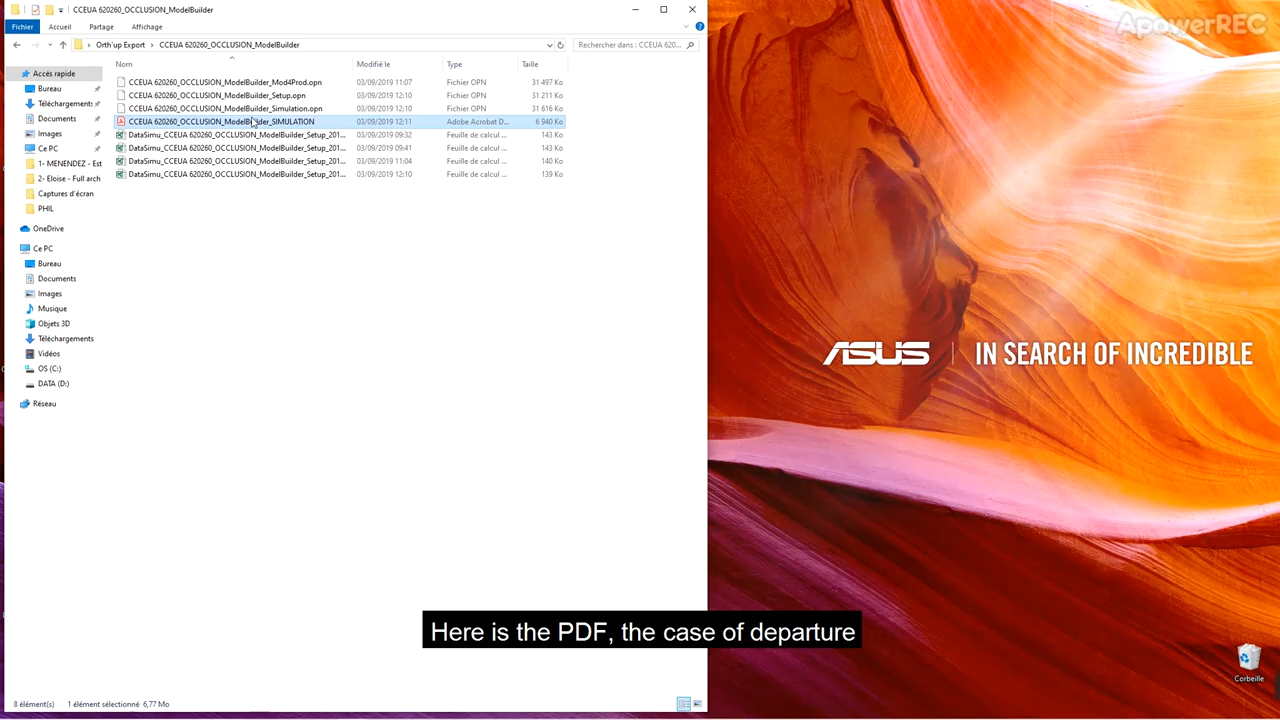 CCEUA 620260_OCCLUSION_ModelBuilder
ApowerREC
Fichier
Accueil
Partage
Affichage
Orth'up Export > CCEUA 620260_OCCLUSION_ModelBuilder
Rechercher dans : CCEUA 620...
Nom
Modifié le
Type
Taille
Accès rapide
Bureau
Téléchargements
Documents
Images
Ce PC
1- MENENDEZ - Est
2- Eloise - Full arch
Captures d'écran
PHIL
OneDrive
Ce PC
Bureau
Documents
Images
Musique
Objets 3D
Téléchargements
Vidéos
OS (C:)
DATA (D:)
Réseau
CCEUA 620260_OCCLUSION_ModelBuilder_Mod4Prod.opn 03/09/2019 11:07 Fichier OPN 31 497 Ko
CCEUA 620260_OCCLUSION_ModelBuilder_Setup.opn 03/09/2019 12:10 Fichier OPN 31 211 Ko
CCEUA 620260_OCCLUSION_ModelBuilder_Simulation.opn 03/09/2019 12:10 Fichier OPN 31 616 Ko
CCEUA 620260_OCCLUSION_ModelBuilder_SIMULATION 03/09/2019 12:11 Adobe Acrobat D... 6 940 Ko
DataSimu_CCEUA 620260_OCCLUSION_ModelBuilder_Setup_201... 03/09/2019 09:32 Feuille de calcul ... 143 Ko
DataSimu_CCEUA 620260_OCCLUSION_ModelBuilder_Setup_201... 03/09/2019 09:41 Feuille de calcul ... 143 Ko
DataSimu_CCEUA 620260_OCCLUSION_ModelBuilder_Setup_201... 03/09/2019 11:04 Feuille de calcul ... 140 Ko
DataSimu_CCEUA 620260_OCCLUSION_ModelBuilder_Setup_201... 03/09/2019 12:10 Feuille de calcul ... 139 Ko
ASUS | IN SEARCH OF INCREDIBLE
Here is the PDF, the case of departure
Corbeille
8 élément(s) 1 élément sélectionné 6,77 Mo